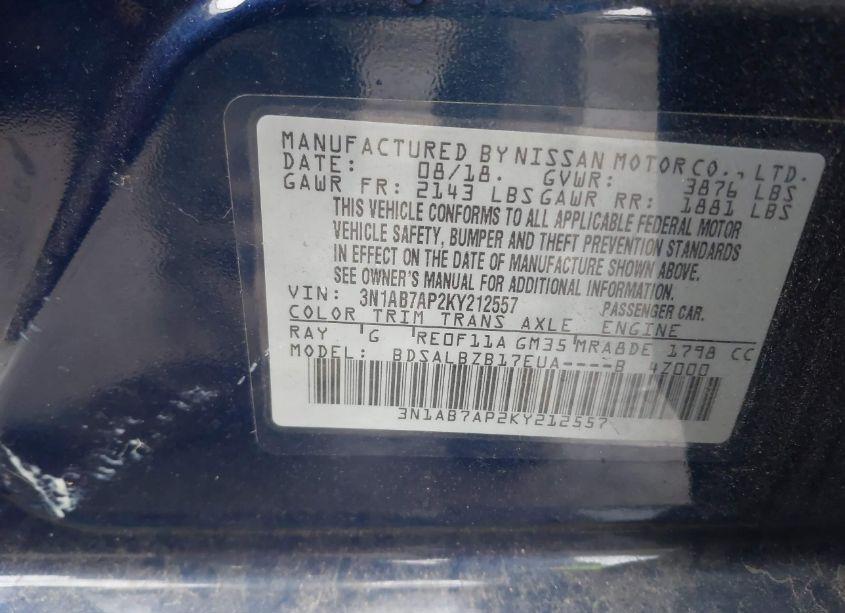 MANUFACTURED BY NISSAN MOTOR CO., LTD.
DATE: 08/18. GVWR: 3876 LBS
GAWR FR: 2143 LBS GAWR RR: 1881 LBS
THIS VEHICLE CONFORMS TO ALL APPLICABLE FEDERAL MOTOR
VEHICLE SAFETY, BUMPER AND THEFT PREVENTION STANDARDS
IN EFFECT ON THE DATE OF MANUFACTURE SHOWN ABOVE.
SEE OWNER'S MANUAL FOR ADDITIONAL INFORMATION.
VIN: 3N1AB7AP2KY212557 PASSENGER CAR.
COLOR TRIM TRANS AXLE ENGINE
RAY G RE0F11A GM35 MRA8DE 1798 CC
MODEL: BDSALBZB17EUA----B 4Z000
3N1AB7AP2KY212557